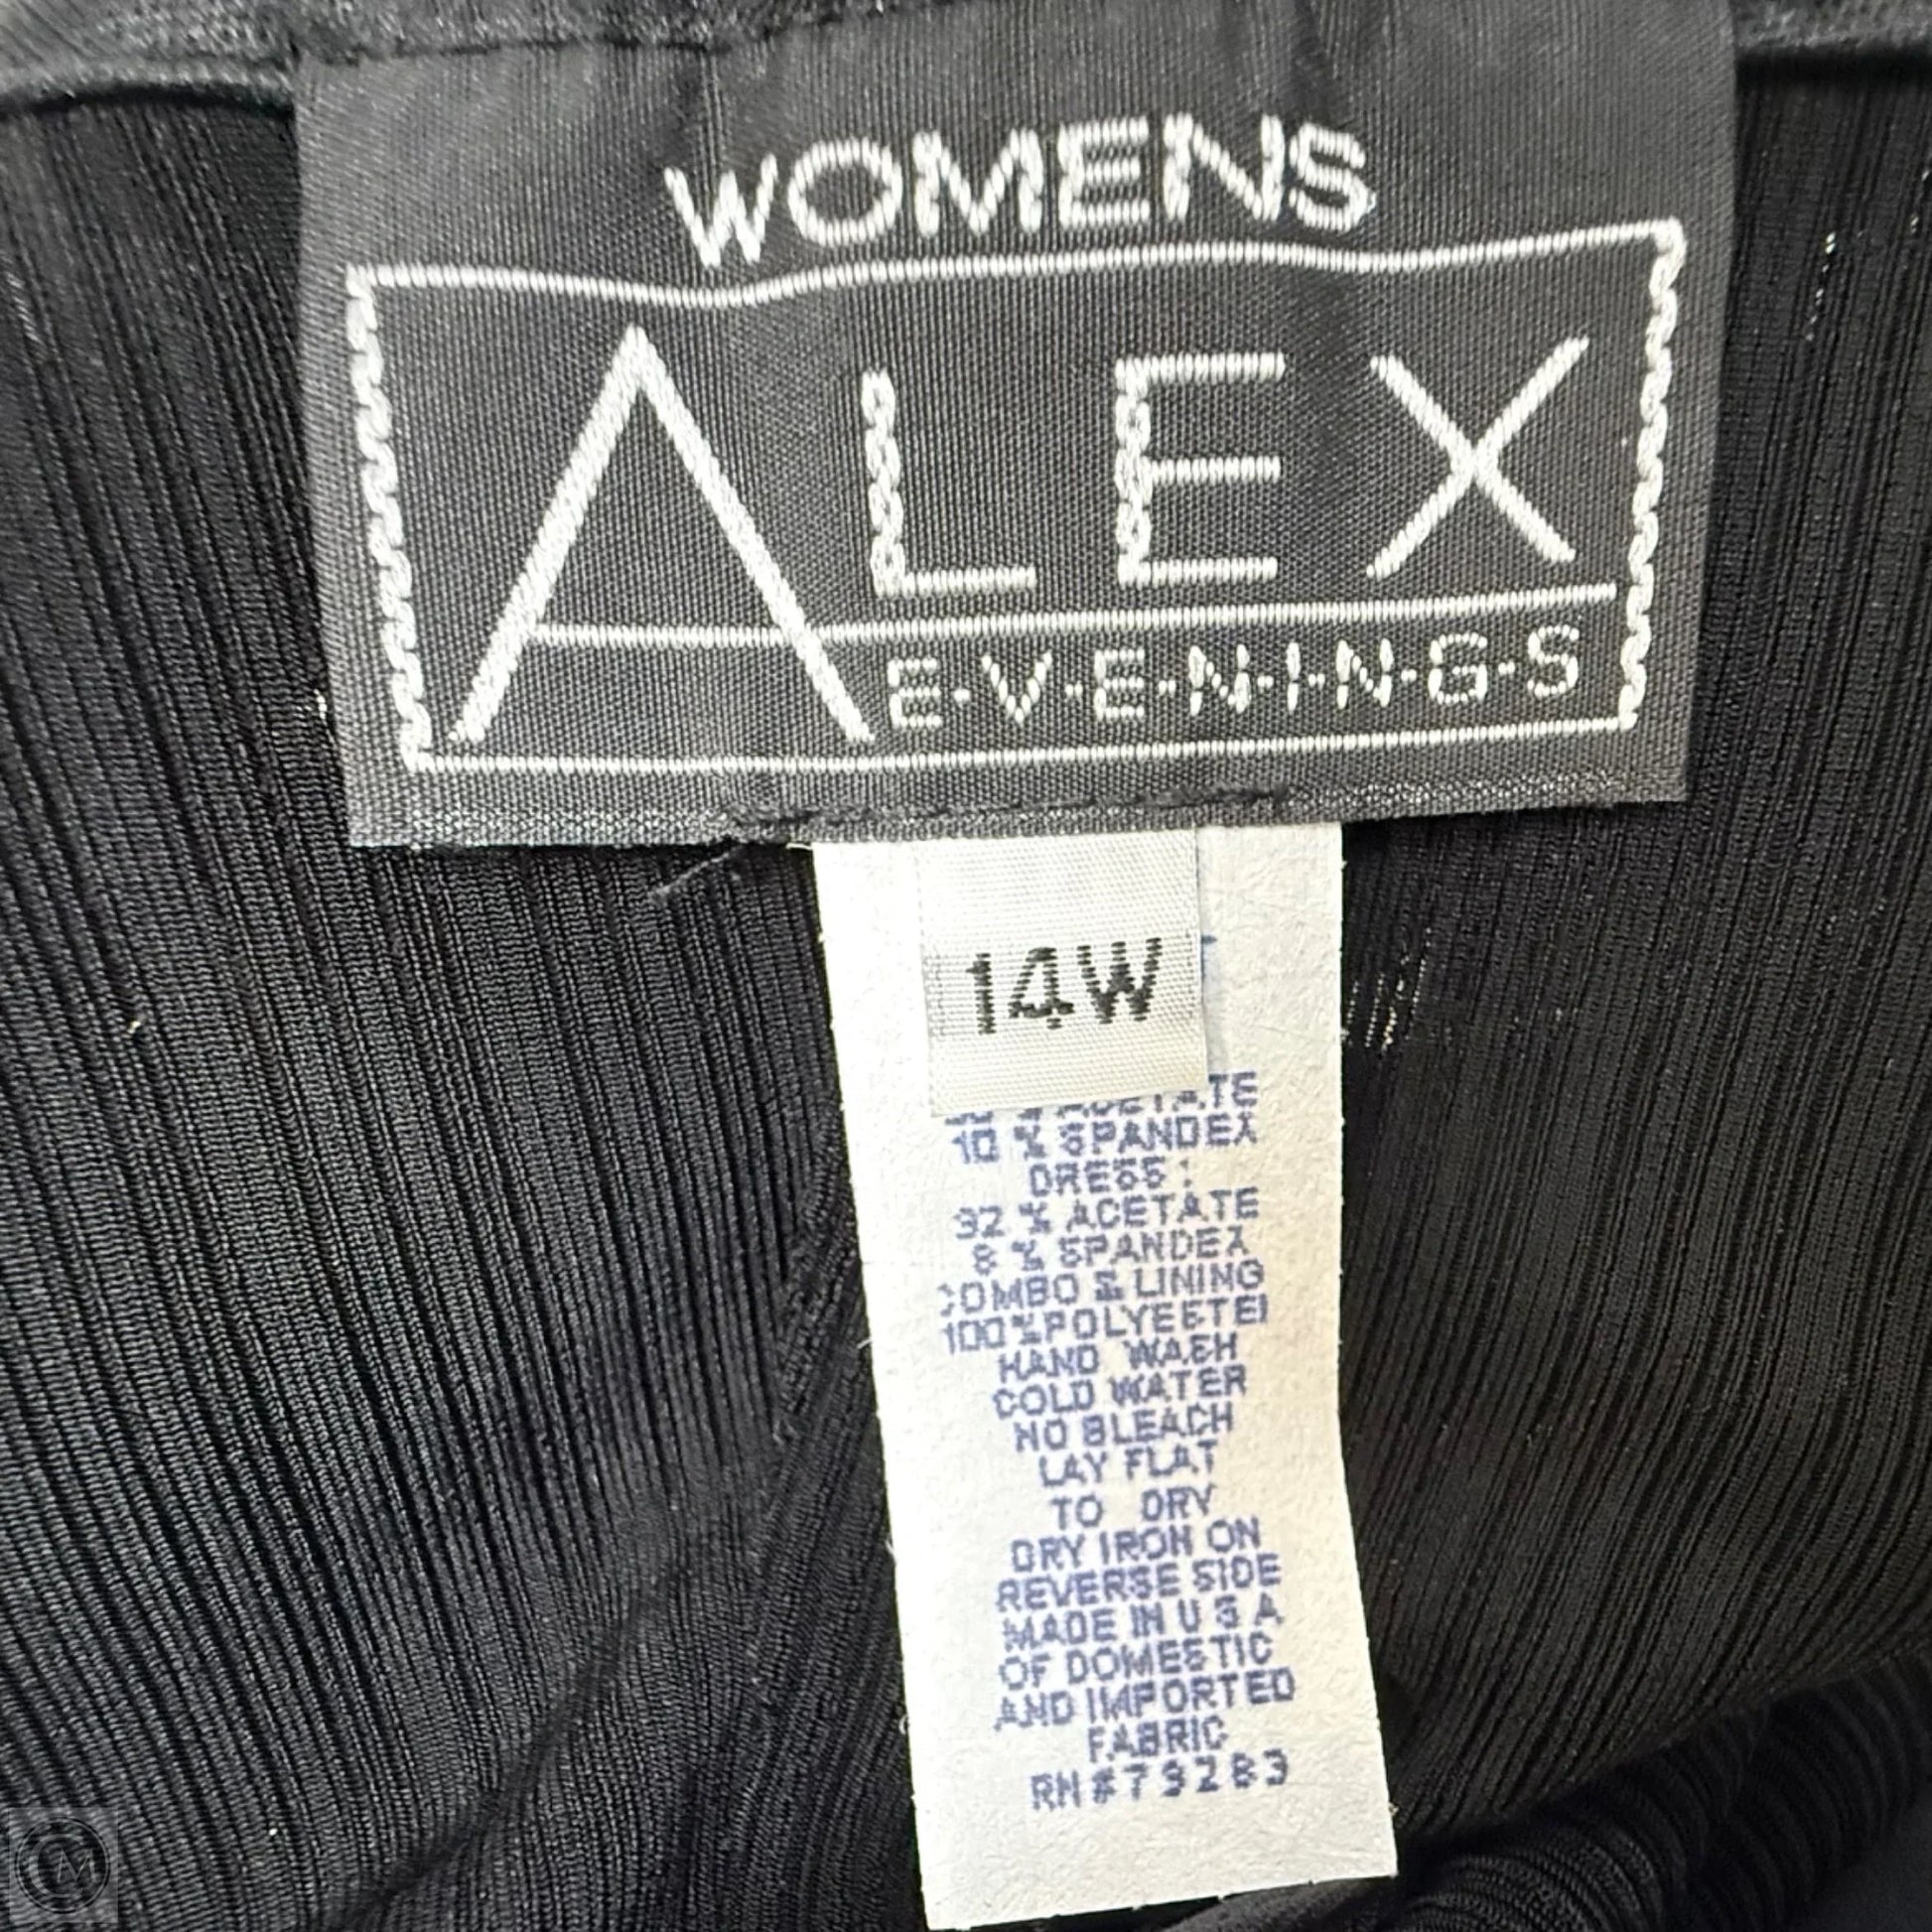 WOMENS
ALEX
E·V·E·N·I·N·G·S
14W
% ACETATE
10 % SPANDEX
DRESS:
92 % ACETATE
8 % SPANDEX
COMBO & LINING
100%POLYESTER
HAND WASH
COLD WATER
NO BLEACH
LAY FLAT
TO DRY
DRY IRON ON
REVERSE SIDE
MADE IN U S A
OF DOMESTIC
AND IMPORTED
FABRIC
RN #79283
CM